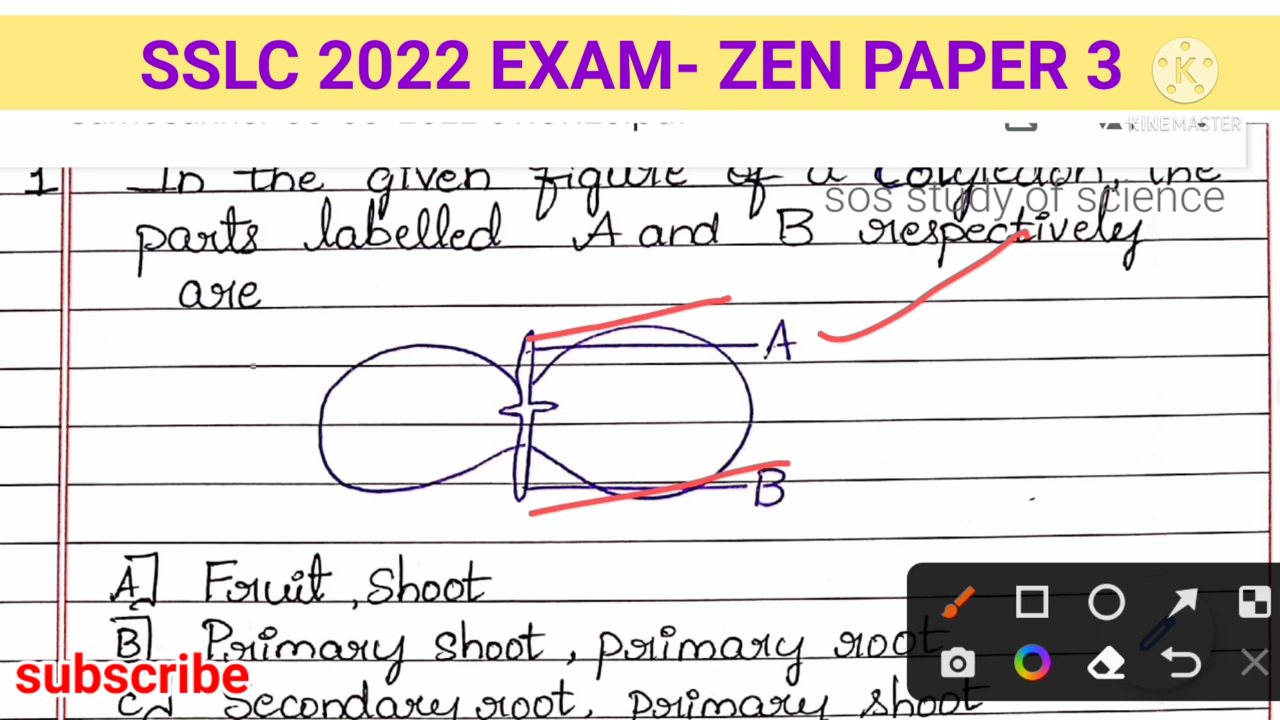 SSLC 2022 EXAM- ZEN PAPER 3
K
KINEMASTER
1 In the given figure of a cotyledon, the
sos study of science
parts labelled A and B respectively
are
A
B
A] Fruit, Shoot
B] Primary shoot, primary root
subscribe
C] Secondary root, primary shoot